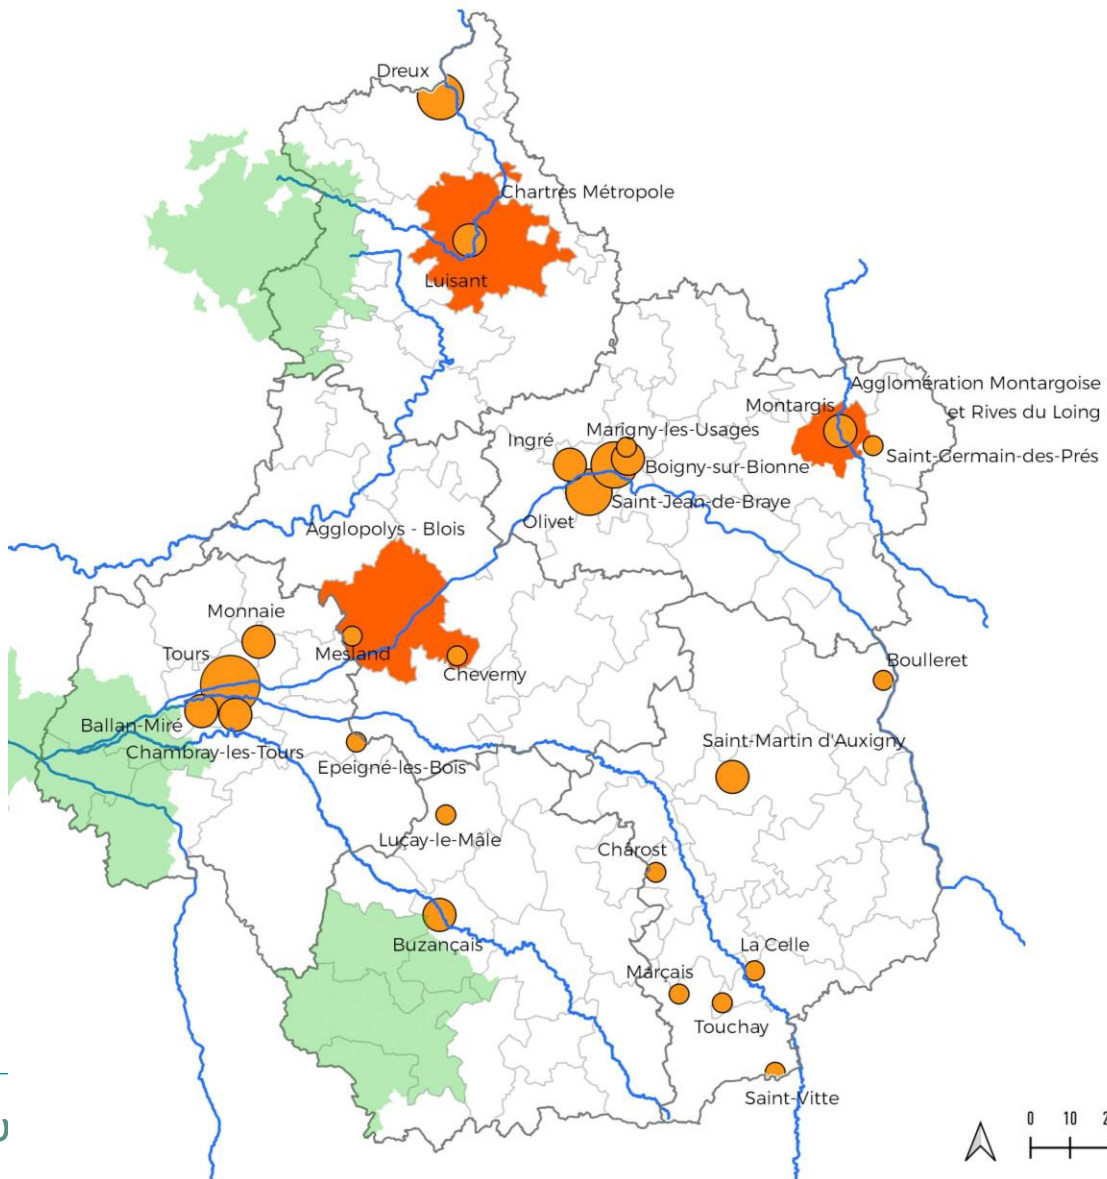 Dreux
Chartres Métropole
Luisant
Agglomération Montargoise
et Rives du Loing
Montargis
Marigny-les-Usages
Ingré
Saint-Germain-des-Prés
Boigny-sur-Bionne
Saint-Jean-de-Braye
Olivet
Agglopolys - Blois
Monnaie
Tours
Mesland
Cheverny
Boulleret
Ballan-Miré
Chambray-les-Tours
Saint-Martin d'Auxigny
Epeigné-les-Bois
Luçay-le-Mâle
Chârost
Buzançais
La Celle
Marçais
Touchay
Saint-Vitte
0 10